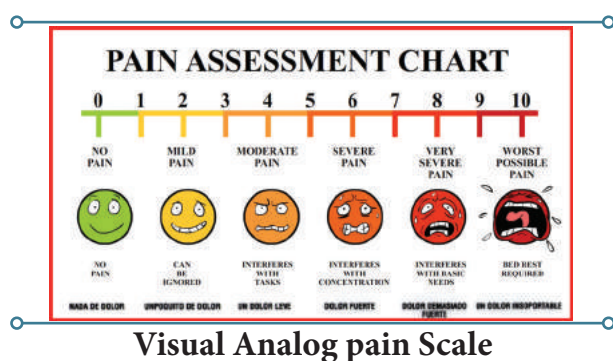 PAIN ASSESSMENT CHART
0 1 2 3 4 5 6 7 8 9 10
NO
PAIN
MILD
PAIN
MODERATE
PAIN
SEVERE
PAIN
VERY
SEVERE
PAIN
WORST
POSSIBLE
PAIN
NO
PAIN
CAN
BE
IGNORED
INTERFERES
WITH
TASKS
INTERFERES
WITH
CONCENTRATION
INTERFERES
WITH BASIC
NEEDS
BED REST
REQUIRED
NADA DE DOLOR
UNPOQUITO DE DOLOR
UN DOLOR LEVE
DOLOR FUERTE
DOLOR DEMASIADO
FUERTE
UN DOLOR INSOPORTABLE
Visual Analog pain Scale